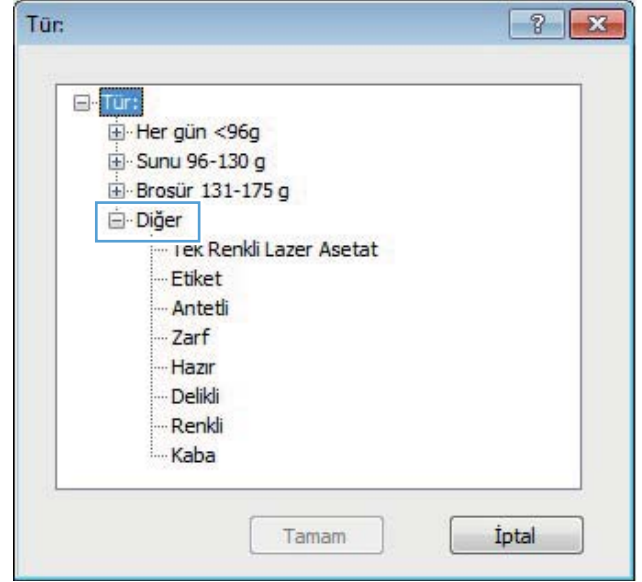 Tür:
Tür:
Her gün <96g
Sunu 96-130 g
Broşür 131-175 g
Diğer
Tek Renkli Lazer Asetat
Etiket
Antetli
Zarf
Hazır
Delikli
Renkli
Kaba
Tamam İptal